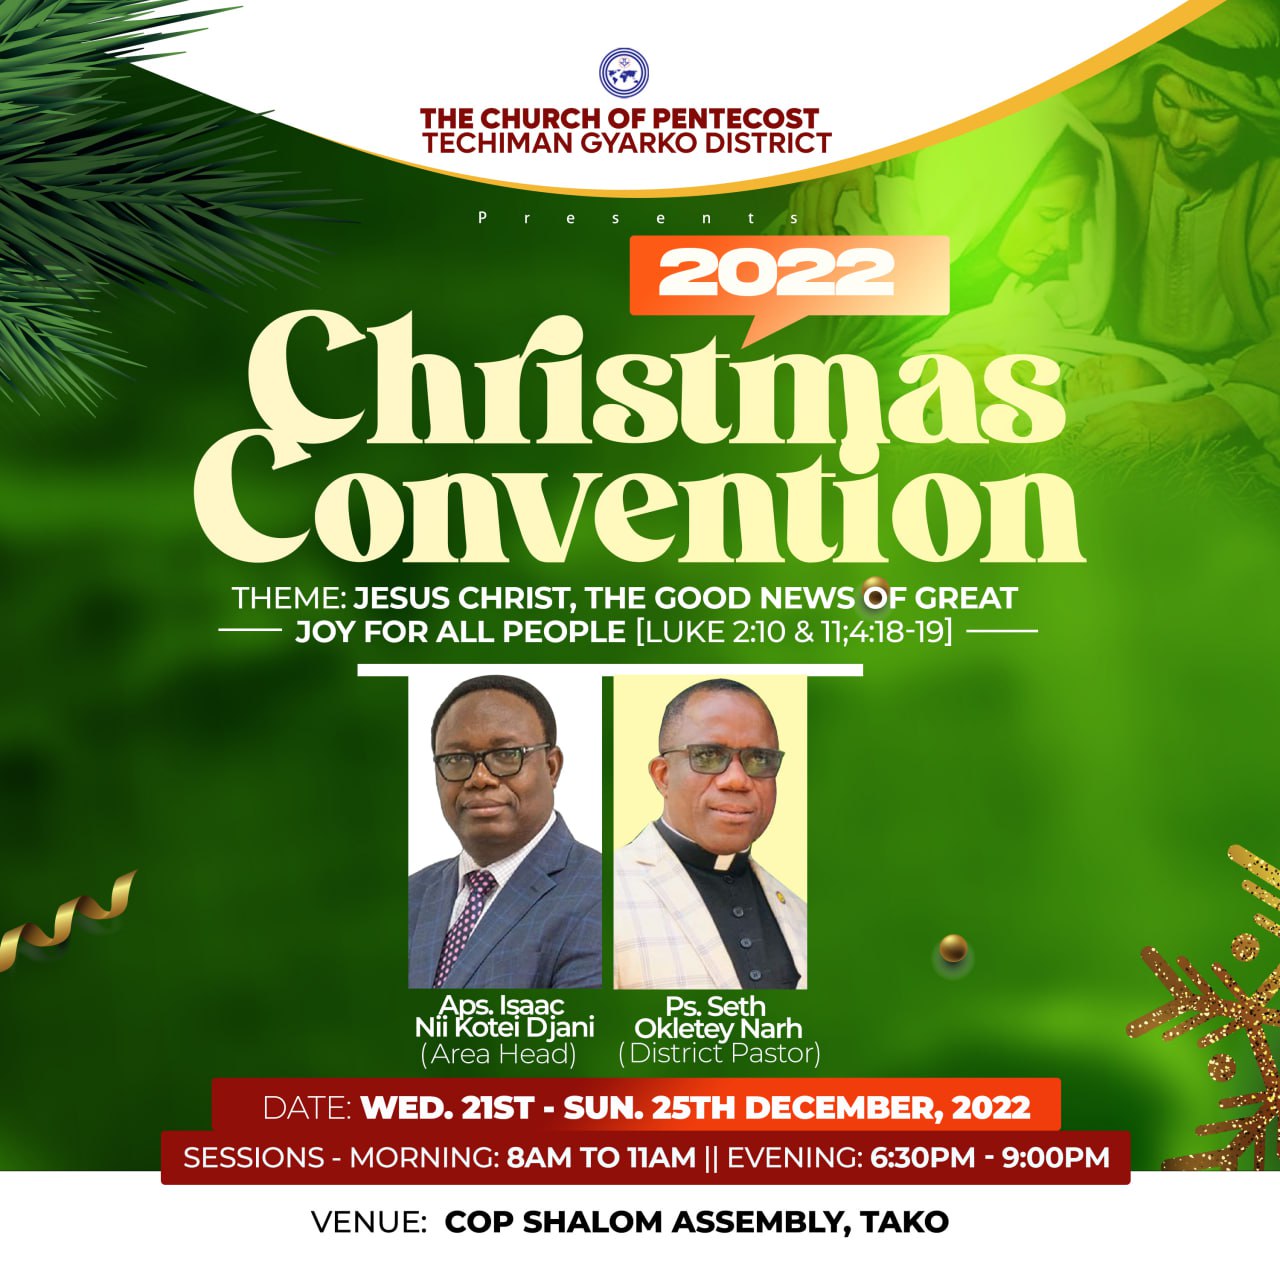 THE CHURCH OF PENTECOST
TECHIMAN GYARKO DISTRICT
Presents
2022
Christmas
Convention
THEME: JESUS CHRIST, THE GOOD NEWS OF GREAT
JOY FOR ALL PEOPLE [LUKE 2:10 & 11;4:18-19]
Aps. Isaac
Nii Kotei Djani
(Area Head)
Ps. Seth
Okletey Narh
(District Pastor)
DATE: WED. 21ST - SUN. 25TH DECEMBER, 2022
SESSIONS - MORNING: 8AM TO 11AM || EVENING: 6:30PM - 9:00PM
VENUE: COP SHALOM ASSEMBLY, TAKO